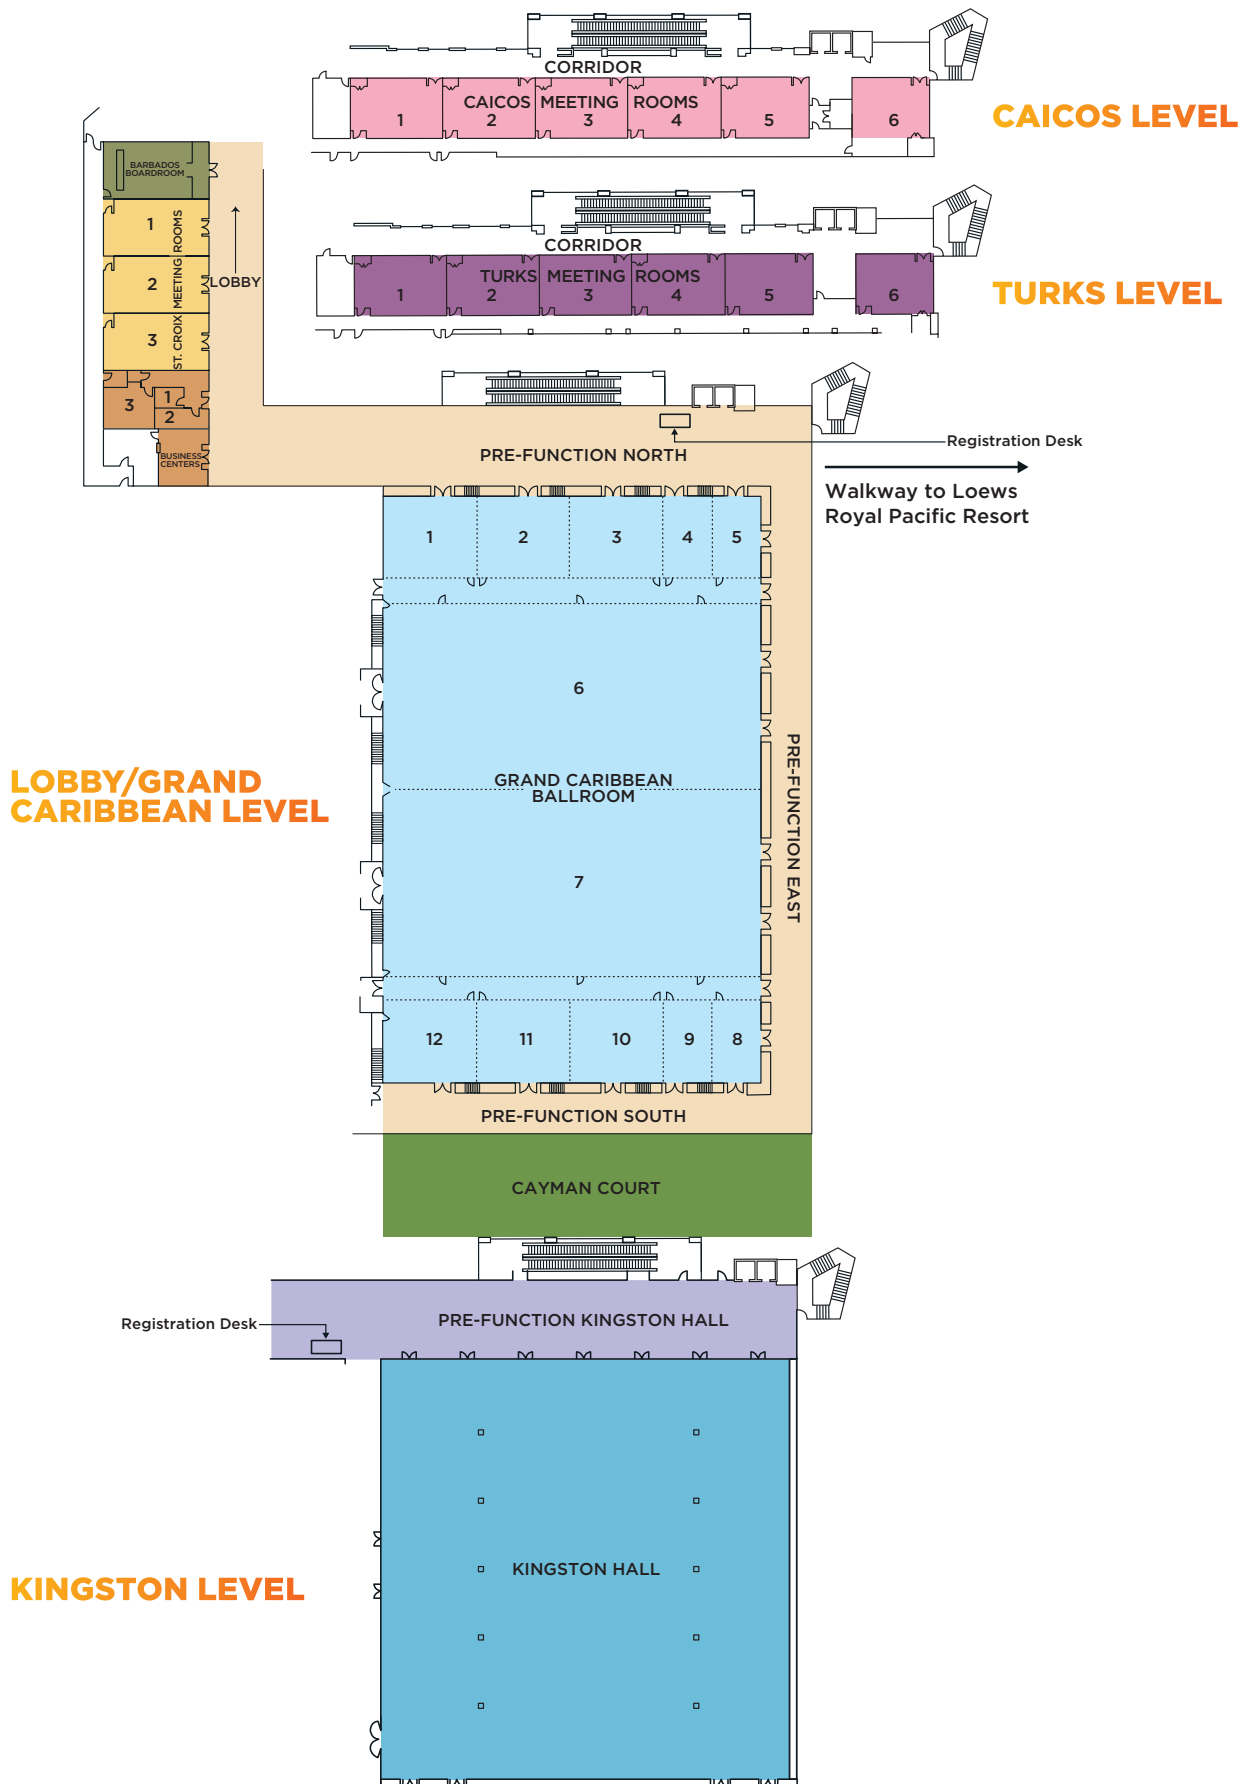 CORRIDOR
CAICOS MEETING ROOMS
1 2 3 4 5 6
CAICOS LEVEL
BARBADOS
BOARDROOM
1
2
3
ST. CROIX MEETING ROOMS
LOBBY
CORRIDOR
TURKS MEETING ROOMS
1 2 3 4 5 6
TURKS LEVEL
3
1
2
BUSINESS
CENTERS
PRE-FUNCTION NORTH
Registration Desk
Walkway to Loews
Royal Pacific Resort
1 2 3 4 5
6
GRAND CARIBBEAN
BALLROOM
7
PRE-FUNCTION EAST
LOBBY/GRAND
CARIBBEAN LEVEL
12 11 10 9 8
PRE-FUNCTION SOUTH
CAYMAN COURT
PRE-FUNCTION KINGSTON HALL
Registration Desk
KINGSTON HALL
KINGSTON LEVEL